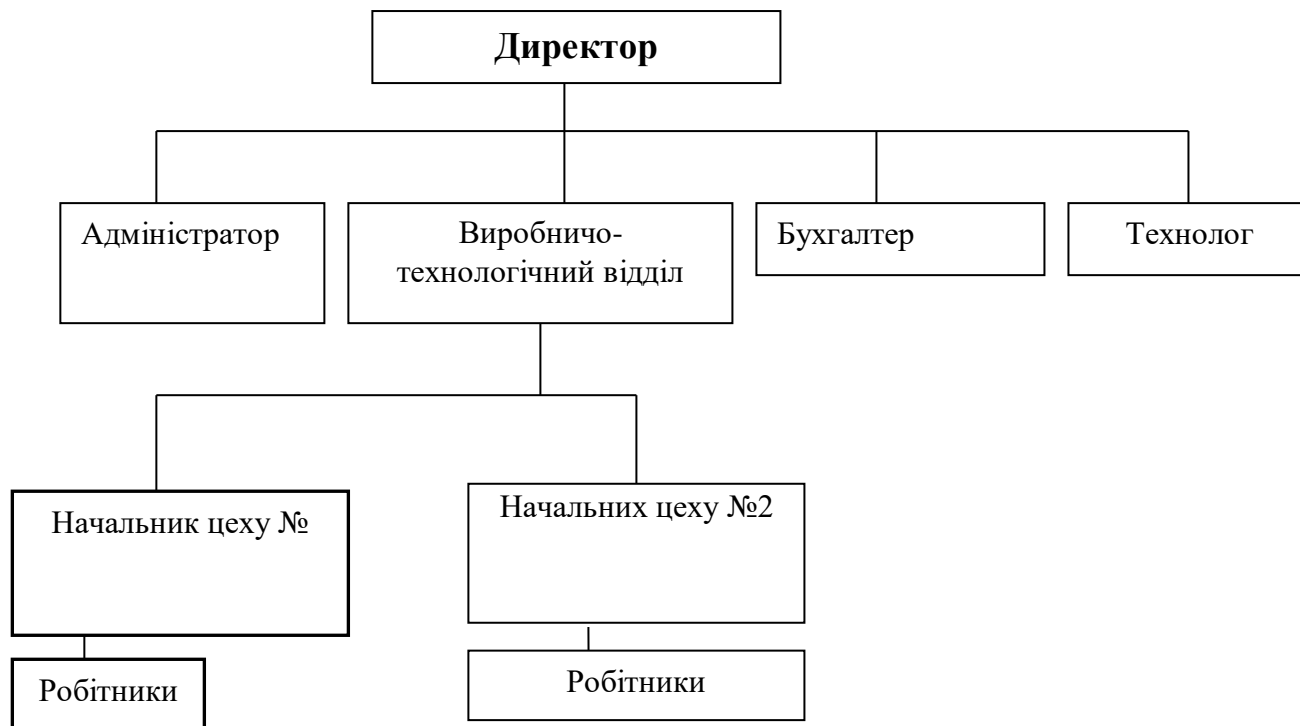 Директор
Адміністратор
Виробничо-
технологічний відділ
Бухгалтер
Технолог
Начальник цеху №
Начальних цеху №2
Робітники
Робітники